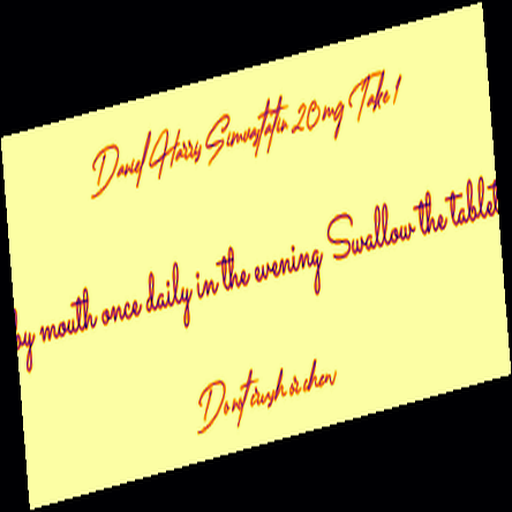 Daniel Harris Simvastatin 20mg Take 1
by mouth once daily in the evening Swallow the tablet
Do not crush or chew